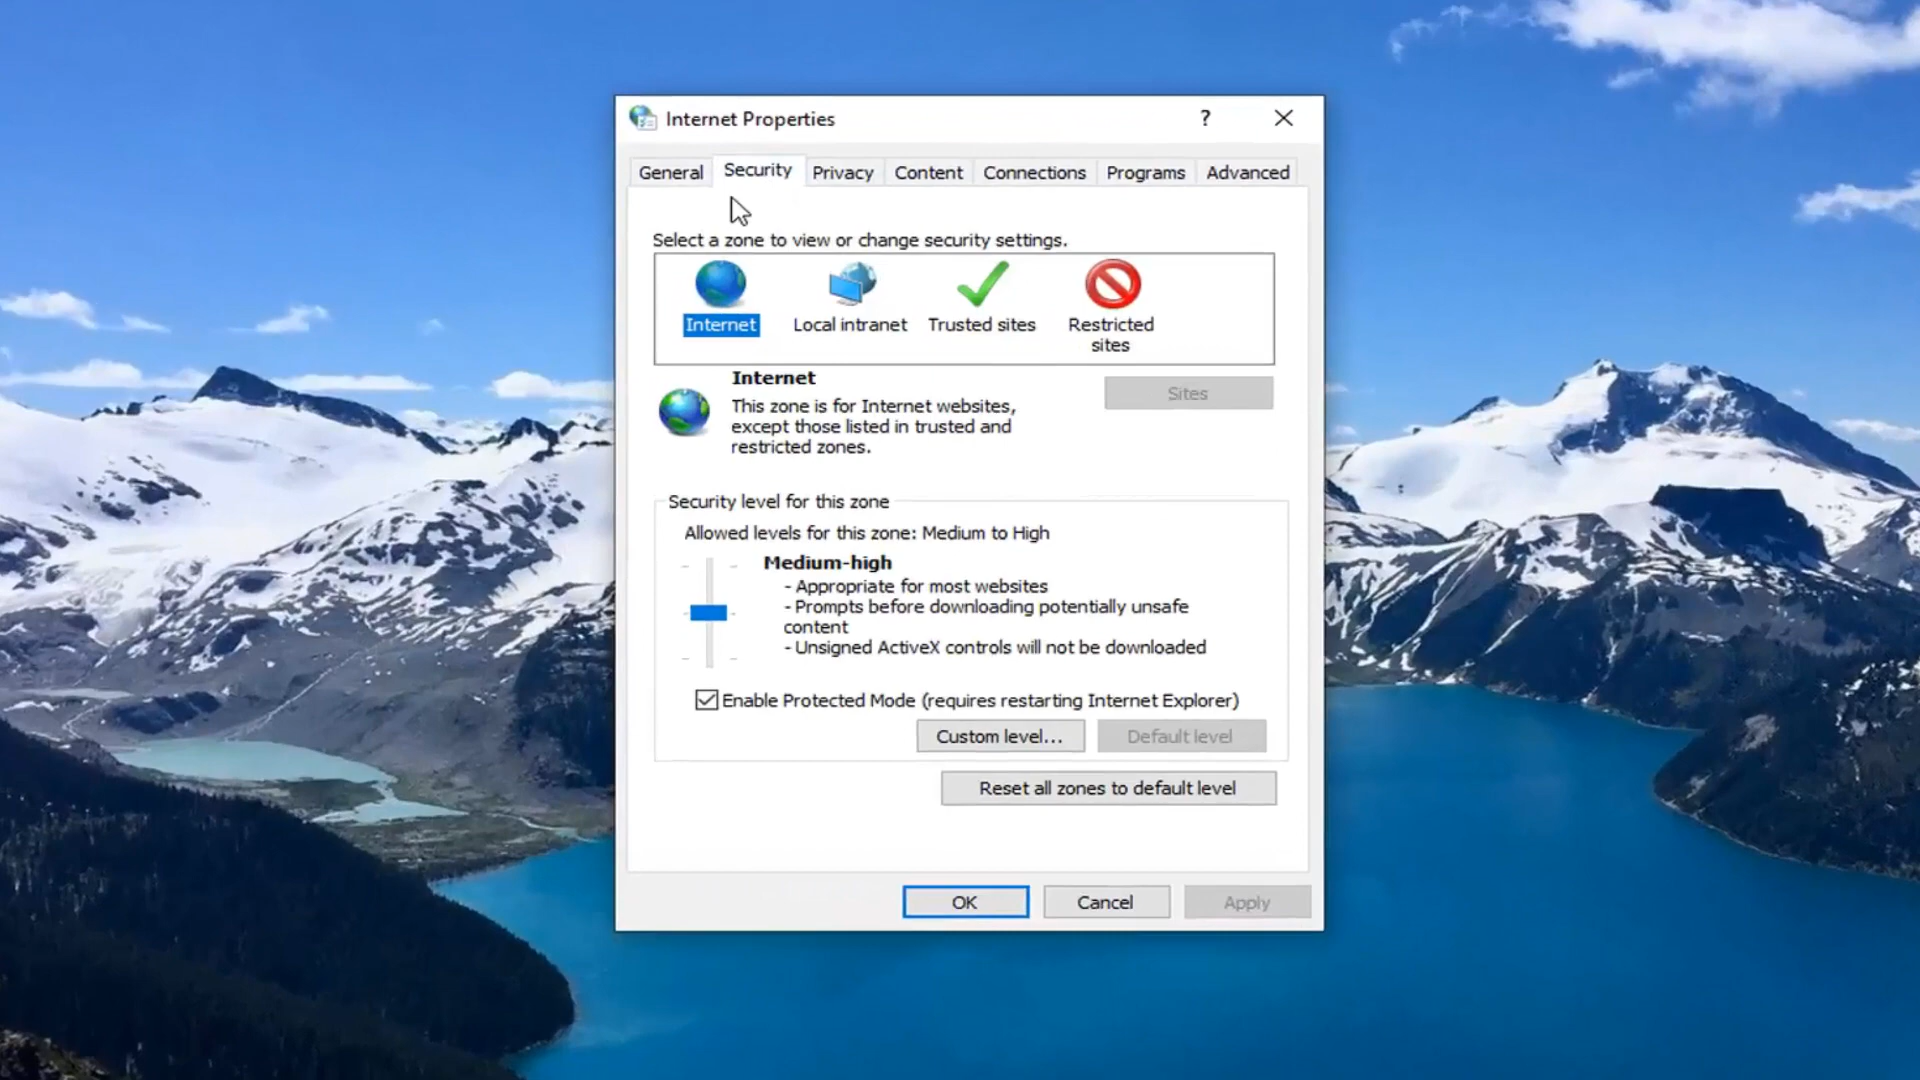 Internet Properties
?
General Security Privacy Content Connections Programs Advanced
Select a zone to view or change security settings.
Internet Local intranet Trusted sites Restricted
sites
Internet
Sites
This zone is for Internet websites,
except those listed in trusted and
restricted zones.
Security level for this zone
Allowed levels for this zone: Medium to High
Medium-high
- Appropriate for most websites
- Prompts before downloading potentially unsafe
content
- Unsigned ActiveX controls will not be downloaded
Enable Protected Mode (requires restarting Internet Explorer)
Custom level... Default level
Reset all zones to default level
OK Cancel Apply